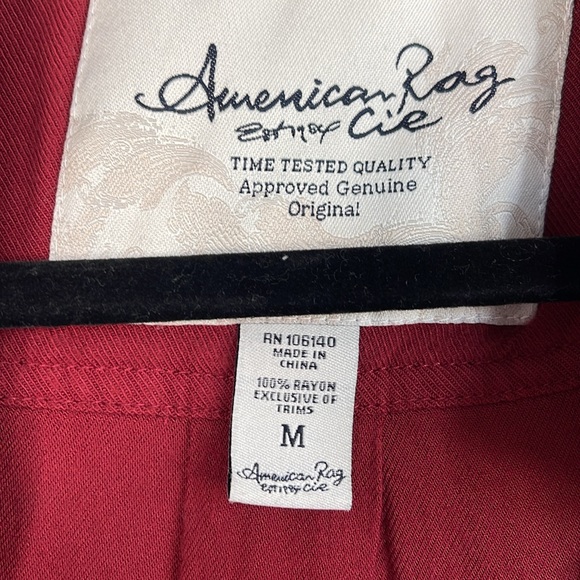 American Rag
Est 1984 Cie
TIME TESTED QUALITY
Approved Genuine
Original
RN 106140
MADE IN
CHINA
100% RAYON
EXCLUSIVE OF
TRIMS
M
American Rag
Est 1984 Cie